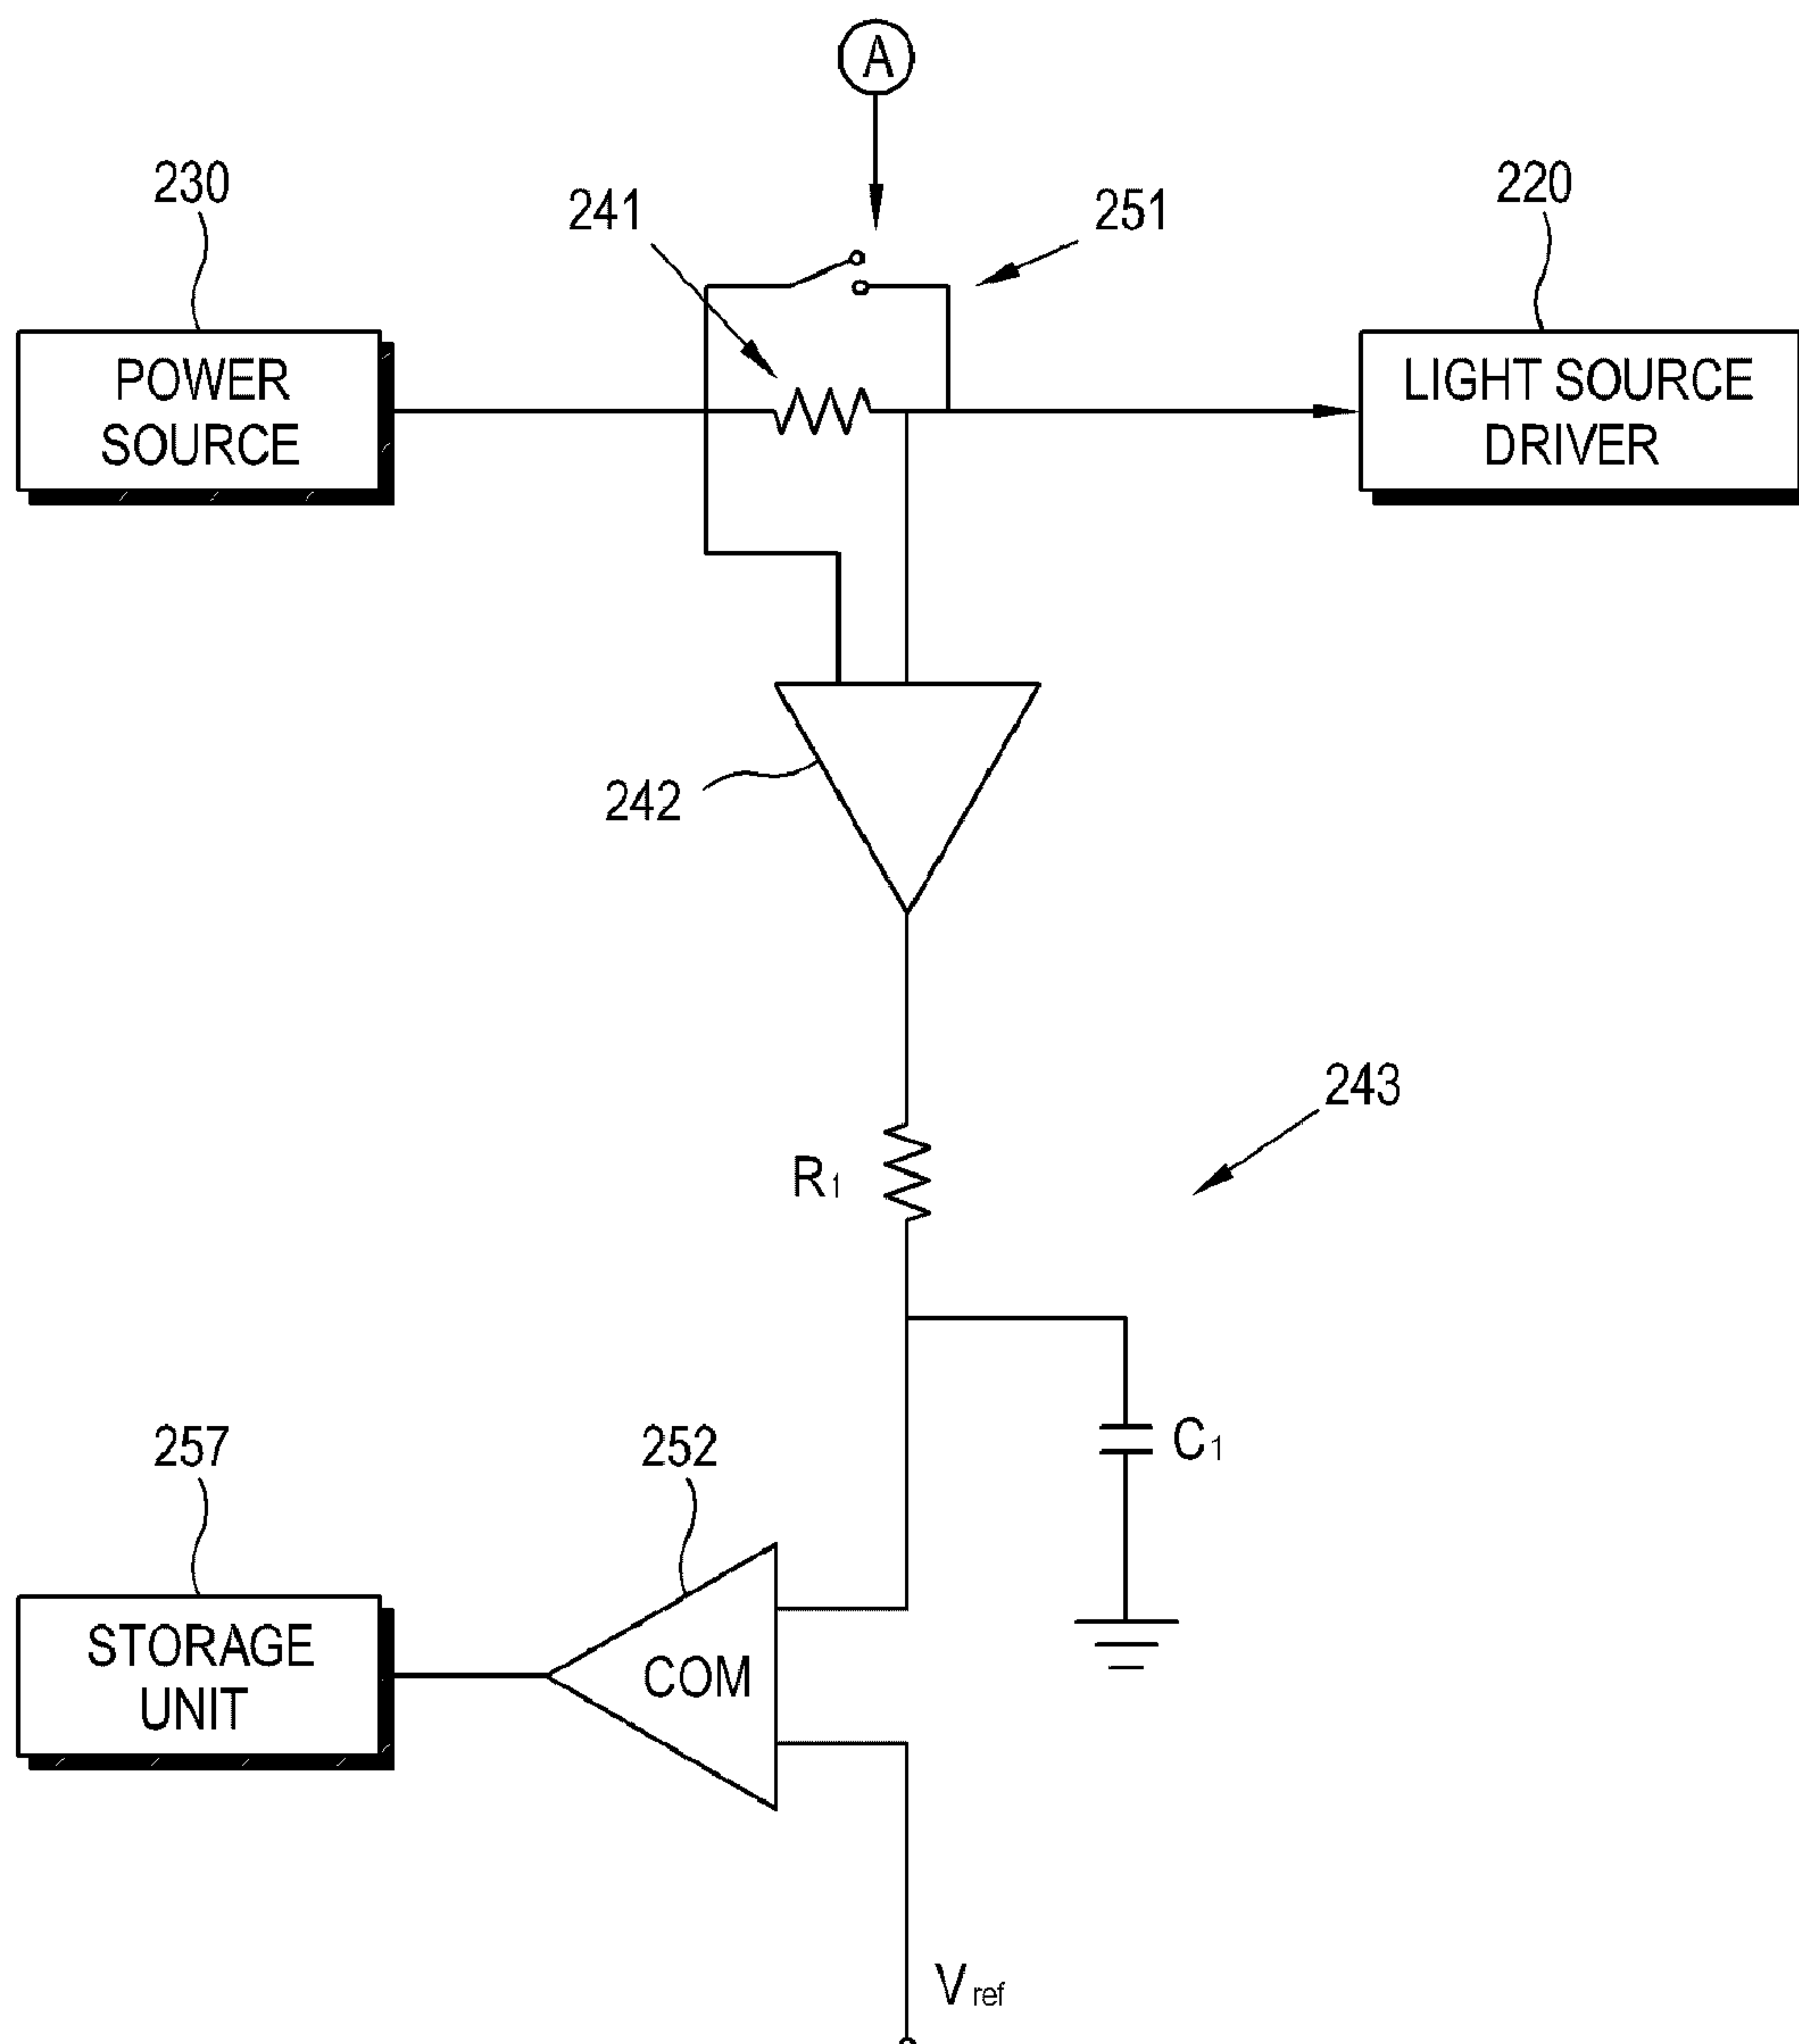 A
230
241
251
220
POWER
SOURCE
LIGHT SOURCE
DRIVER
242
243
R1
C1
257
252
STORAGE
UNIT
COM
Vref